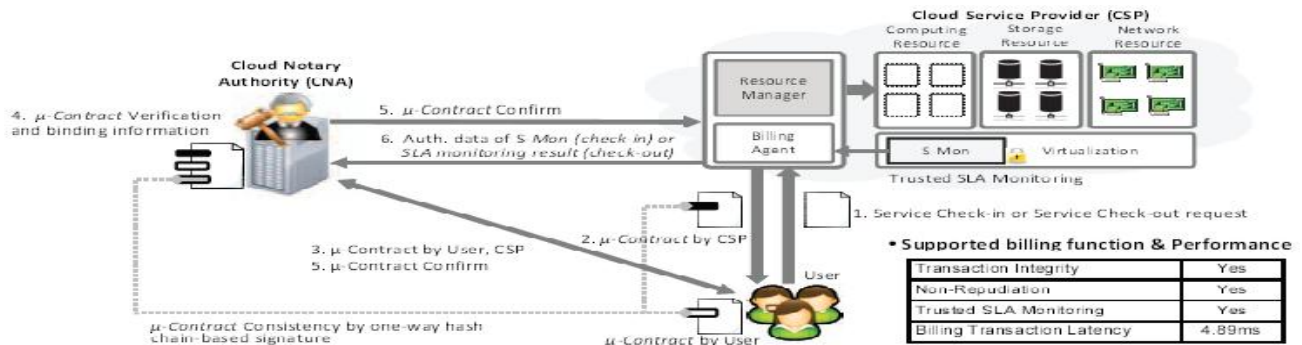 Cloud Service Provider (CSP)
Computing
Resource
Storage
Resource
Network
Resource
Cloud Notary
Authority (CNA)
Resource
Manager
4. μ-Contract Verification
and binding information
5. μ-Contract Confirm
6. Auth. data of S Mon (check in) or
SLA monitoring result (check-out)
Billing
Agent
S Mon
Virtualization
Trusted SLA Monitoring
1. Service Check-in or Service Check-out request
2. μ-Contract by CSP
3. μ-Contract by User, CSP
5. μ-Contract Confirm
User
• Supported billing function & Performance
Transaction Integrity Yes
Non-Repudiation Yes
Trusted SLA Monitoring Yes
Billing Transaction Latency 4.89ms
μ-Contract Consistency by one-way hash
chain-based signature
μ-Contract by User